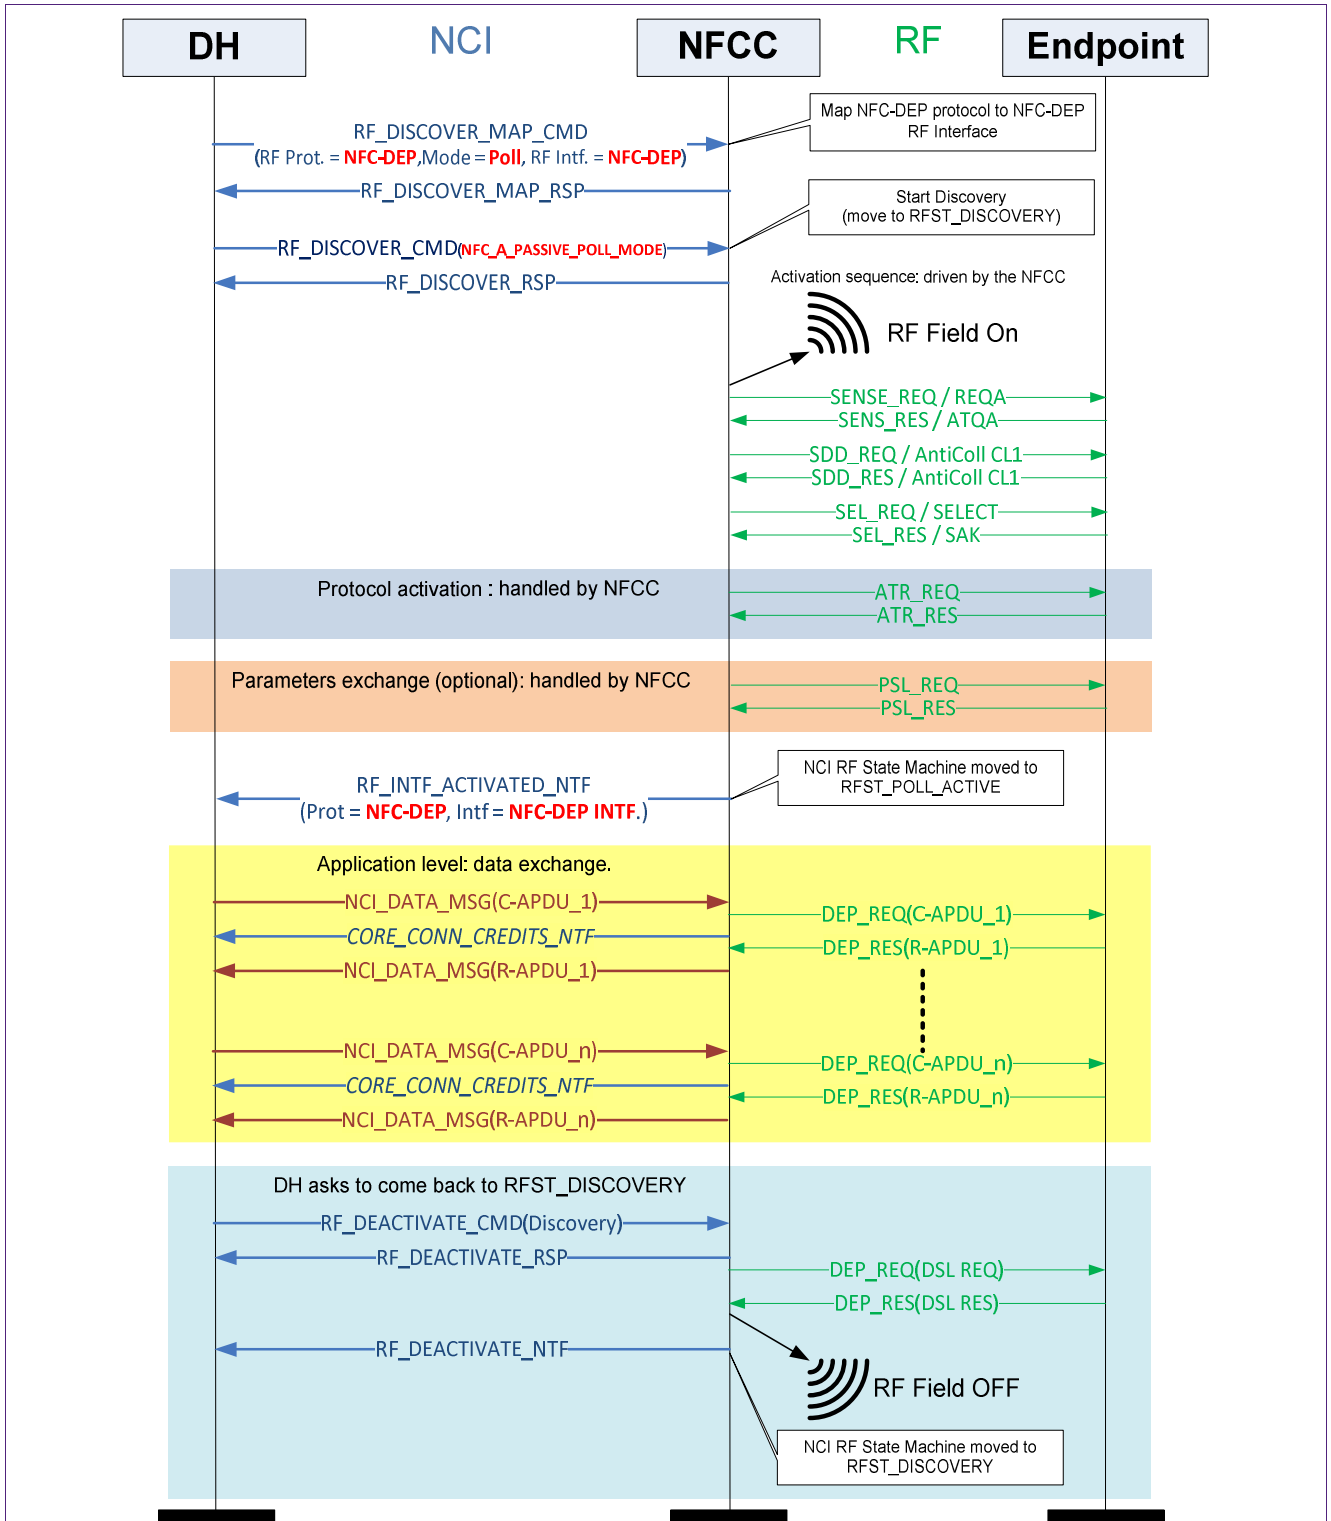 DH
NCI
NFCC
RF
Endpoint
Map NFC-DEP protocol to NFC-DEP
RF Interface
RF_DISCOVER_MAP_CMD
(RF Prot. = NFC-DEP,Mode = Poll, RF Intf. = NFC-DEP)
RF_DISCOVER_MAP_RSP
Start Discovery
(move to RFST_DISCOVERY)
RF_DISCOVER_CMD(NFC_A_PASSIVE_POLL_MODE)
RF_DISCOVER_RSP
Activation sequence: driven by the NFCC
RF Field On
SENSE_REQ / REQA
SENS_RES / ATQA
SDD_REQ / AntiColl CL1
SDD_RES / AntiColl CL1
SEL_REQ / SELECT
SEL_RES / SAK
Protocol activation : handled by NFCC
ATR_REQ
ATR_RES
Parameters exchange (optional): handled by NFCC
PSL_REQ
PSL_RES
NCI RF State Machine moved to
RFST_POLL_ACTIVE
RF_INTF_ACTIVATED_NTF
(Prot = NFC-DEP, Intf = NFC-DEP INTF.)
Application level: data exchange.
NCI_DATA_MSG(C-APDU_1)
DEP_REQ(C-APDU_1)
CORE_CONN_CREDITS_NTF
DEP_RES(R-APDU_1)
NCI_DATA_MSG(R-APDU_1)
NCI_DATA_MSG(C-APDU_n)
DEP_REQ(C-APDU_n)
CORE_CONN_CREDITS_NTF
DEP_RES(R-APDU_n)
NCI_DATA_MSG(R-APDU_n)
DH asks to come back to RFST_DISCOVERY
RF_DEACTIVATE_CMD(Discovery)
RF_DEACTIVATE_RSP
DEP_REQ(DSL REQ)
DEP_RES(DSL RES)
RF_DEACTIVATE_NTF
RF Field OFF
NCI RF State Machine moved to
RFST_DISCOVERY